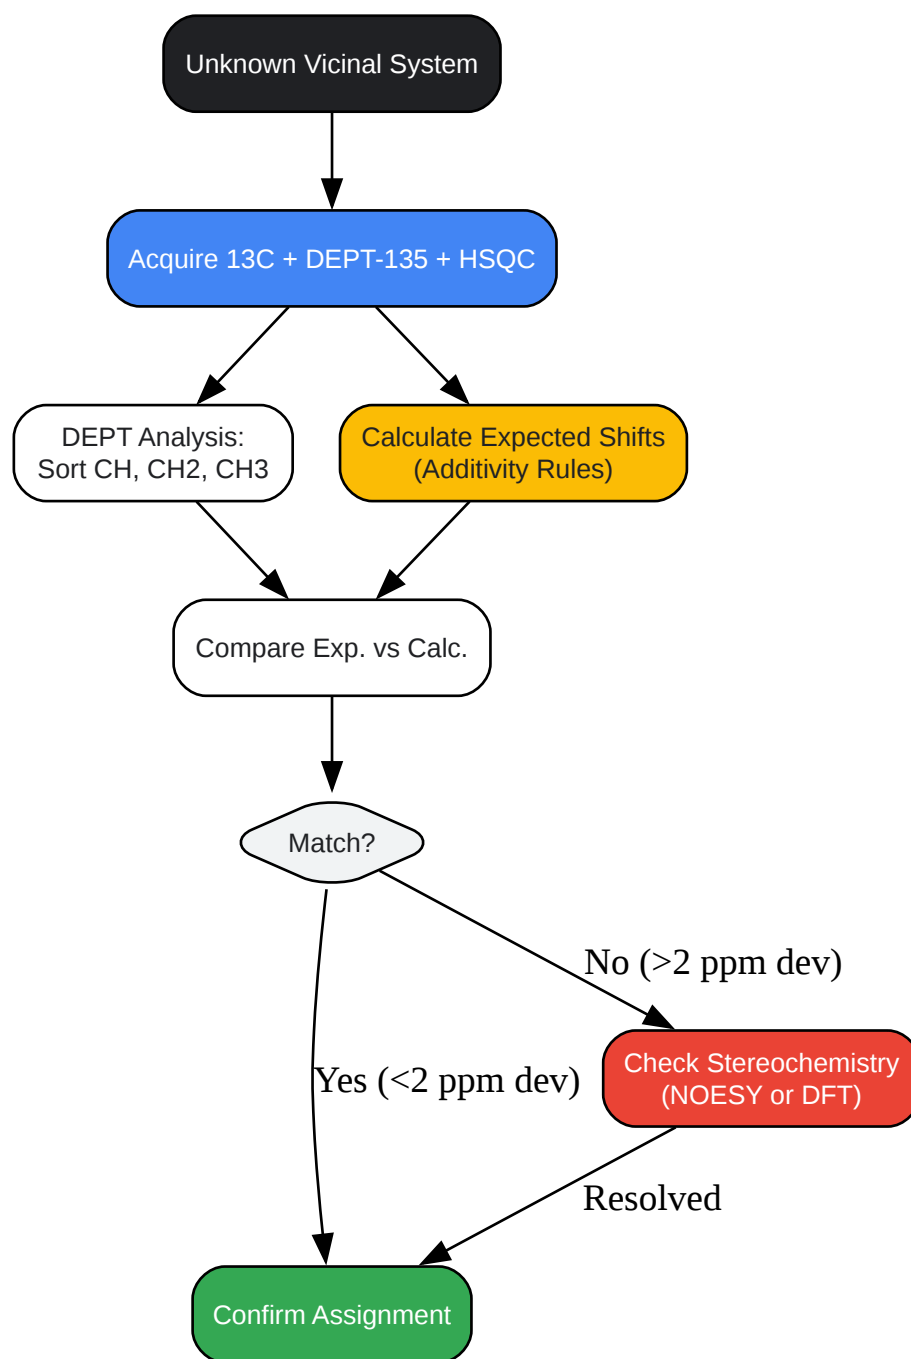 Unknown Vicinal System
Acquire 13C + DEPT-135 + HSQC
DEPT Analysis:
Sort CH, CH2, CH3
Calculate Expected Shifts
(Additivity Rules)
Compare Exp. vs Calc.
Match?
No (>2 ppm dev)
Yes (<2 ppm dev)
Check Stereochemistry
(NOESY or DFT)
Resolved
Confirm Assignment